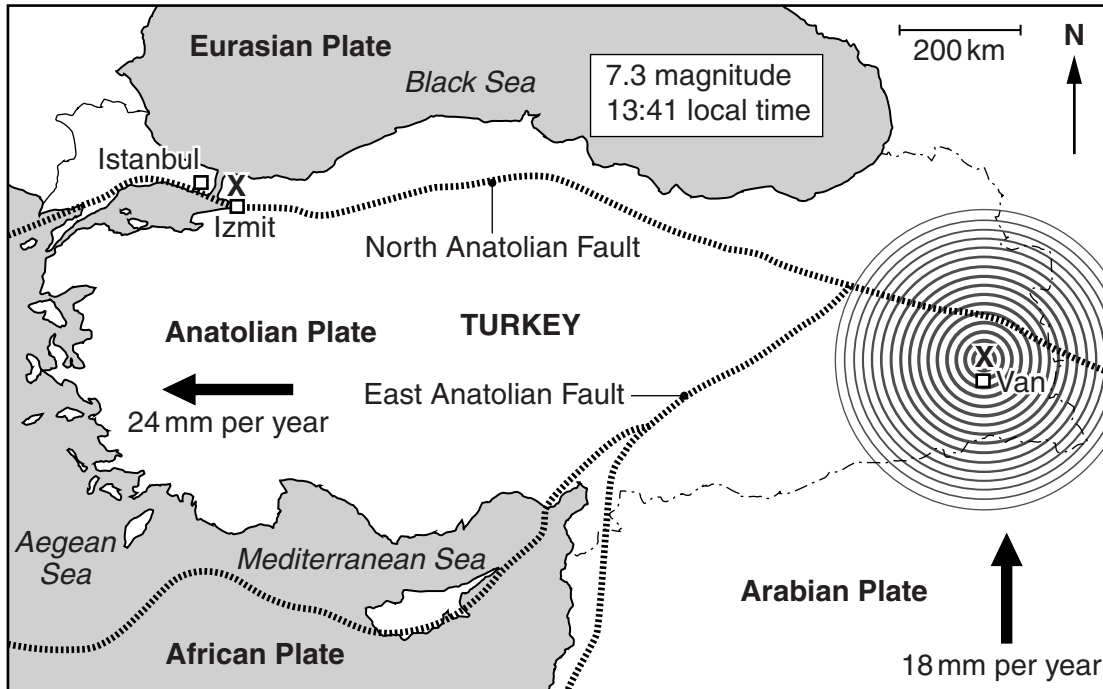 Eurasian Plate
Black Sea
7.3 magnitude
13:41 local time
200 km
N
Istanbul
X
Izmit
North Anatolian Fault
Anatolian Plate
TURKEY
24 mm per year
East Anatolian Fault
X
Van
Aegean
Sea
Mediterranean Sea
African Plate
Arabian Plate
18 mm per year